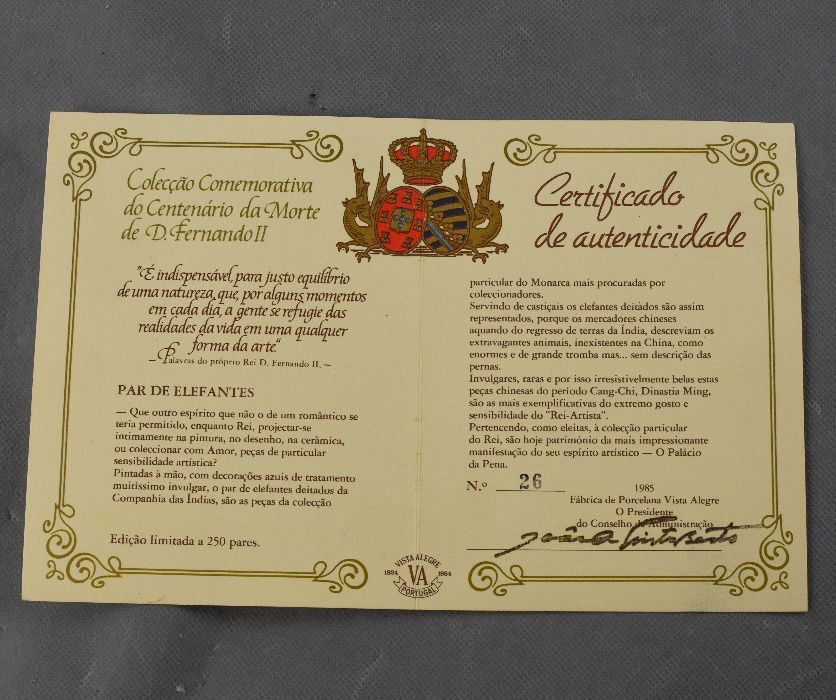 Colecção Comemorativa
do Centenário da Morte
de D. Fernando II
"É indispensável, para justo equilíbrio
de uma natureza, que, por alguns momentos
em cada dia, a gente se refugie das
realidades da vida em uma qualquer
forma da arte."
— Palavras do próprio Rei D. Fernando II. —
PAR DE ELEFANTES
— Que outro espírito que não o de um romântico se
teria permitido, enquanto Rei, projectar-se
intimamente na pintura, no desenho, na cerâmica,
ou coleccionar com Amor, peças de particular
sensibilidade artística?
Pintadas à mão, com decorações azuis de tratamento
muitíssimo invulgar, o par de elefantes deitados da
Companhia das Índias, são as peças da colecção
Edição limitada a 250 pares.
Certificado
de autenticidade
particular do Monarca mais procuradas por
coleccionadores.
Servindo de castiçais os elefantes deitados são assim
representados, porque os mercadores chineses
aquando do regresso de terras da Índia, descreviam os
extravagantes animais, inexistentes na China, como
enormes e de grande tromba mas... sem descrição das
pernas.
Invulgares, raras e por isso irresistivelmente belas estas
peças chinesas do período Cang-Chi, Dinastia Ming,
são as mais exemplificativas do extremo gosto e
sensibilidade do "Rei-Artista".
Pertencendo, como eleitas, à colecção particular
do Rei, são hoje património da mais impressionante
manifestação do seu espírito artístico — O Palácio
da Pena.
N.º 26
1985
Fábrica de Porcelana Vista Alegre
O Presidente
do Conselho de Administração
VISTA ALEGRE
1824 VA 1984
PORTUGAL